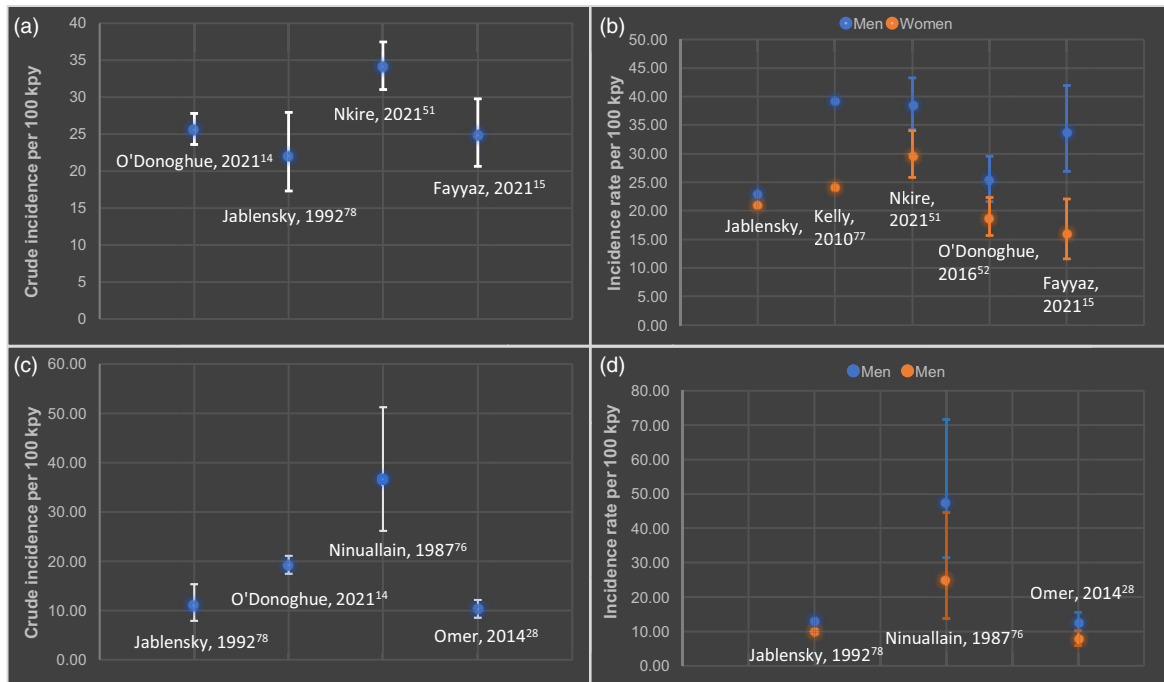 (a)
Crude incidence per 100 kpy
40
35
30
25
20
15
10
5
0
Nkire, 2021⁵¹
O'Donoghue, 2021¹⁴
Fayyaz, 2021¹⁵
Jablensky, 1992⁷⁸
(b)
Men Women
Incidence rate per 100 kpy
50.00
45.00
40.00
35.00
30.00
25.00
20.00
15.00
10.00
5.00
0.00
Jablensky,
Kelly,
2010⁷⁷
Nkire,
2021⁵¹
O'Donoghue,
2016⁵²
Fayyaz,
2021¹⁵
(c)
Crude incidence per 100 kpy
60.00
50.00
40.00
30.00
20.00
10.00
0.00
Ninuallain, 1987⁷⁶
O'Donoghue, 2021¹⁴
Jablensky, 1992⁷⁸
Omer, 2014²⁸
(d)
Men Men
Incidence rate per 100 kpy
80.00
70.00
60.00
50.00
40.00
30.00
20.00
10.00
0.00
Omer, 2014²⁸
Ninuallain, 1987⁷⁶
Jablensky, 1992⁷⁸